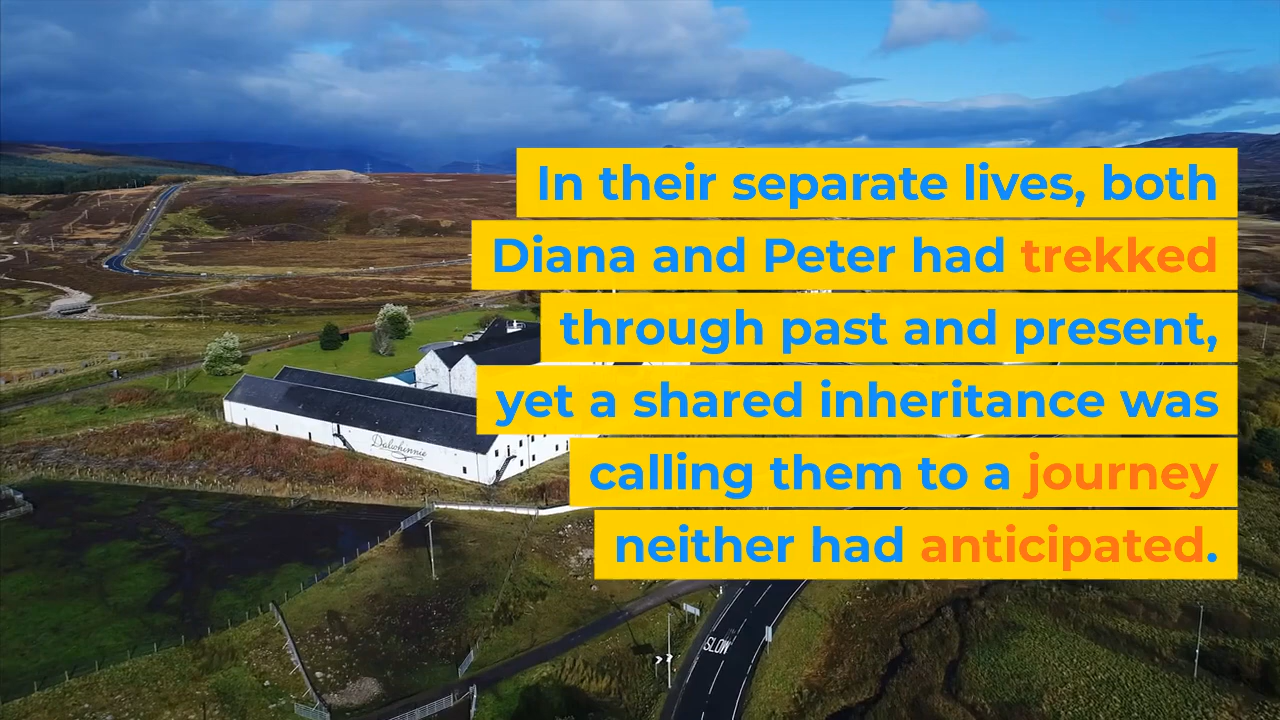 In their separate lives, both
Diana and Peter had trekked
through past and present,
yet a shared inheritance was
calling them to a journey
neither had anticipated.
Dalwhinnie
SLOW